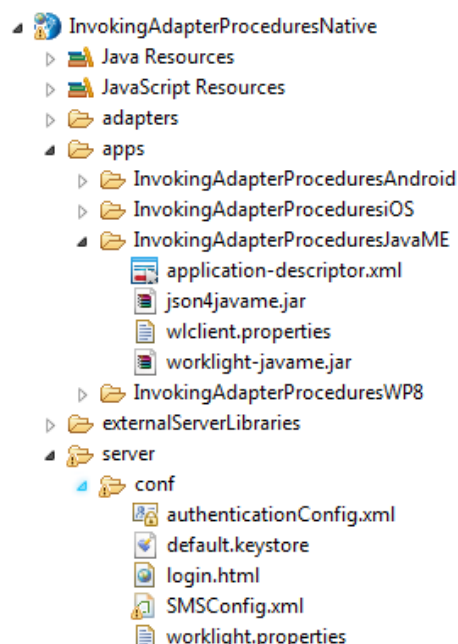 InvokingAdapterProceduresNative
Java Resources
JavaScript Resources
adapters
apps
InvokingAdapterProceduresAndroid
InvokingAdapterProceduresiOS
InvokingAdapterProceduresJavaME
application-descriptor.xml
json4javame.jar
wlclient.properties
worklight-javame.jar
InvokingAdapterProceduresWP8
externalServerLibraries
server
conf
authenticationConfig.xml
default.keystore
login.html
SMSConfig.xml
worklight.properties